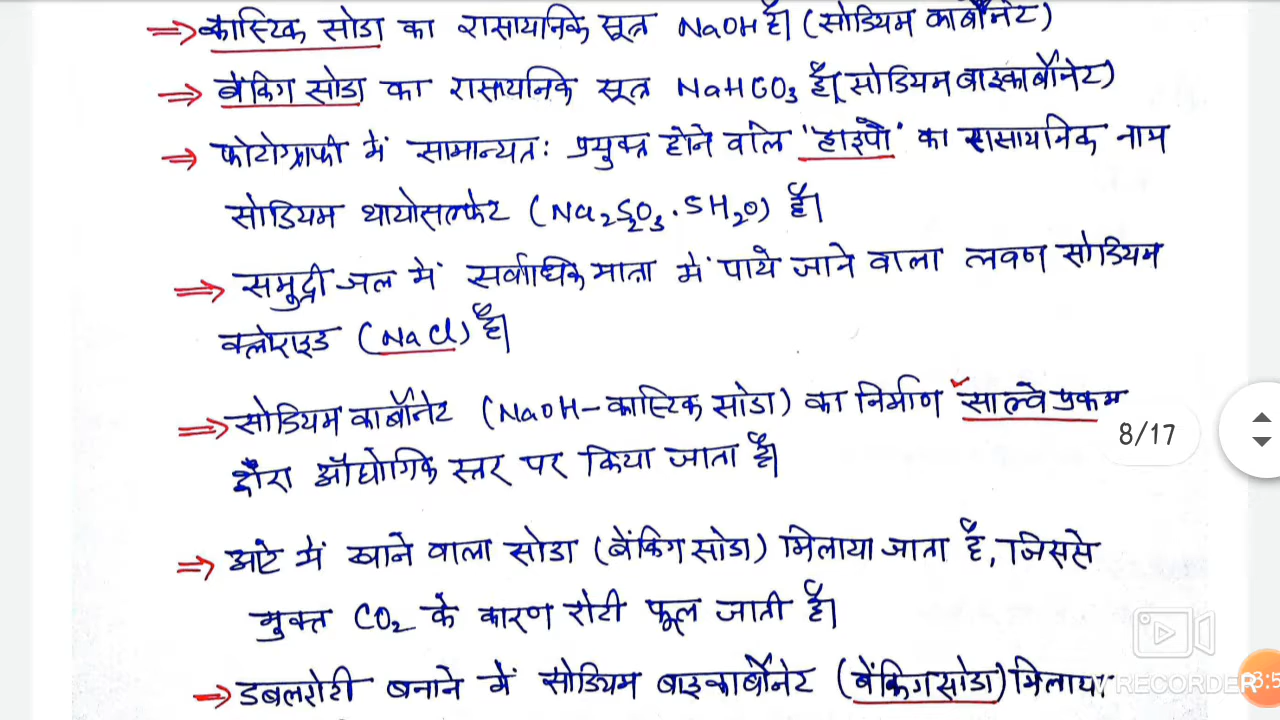 ⇒ कास्टिक सोडा का रासायनिक सूत्र NaOH है। (सोडियम कार्बोनेट)
⇒ बेंकिग सोडा का रासायनिक सूत्र NaHCO₃ है। (सोडियम बाइकार्बोनेट)
⇒ फोटोग्राफी में सामान्यतः प्रयुक्त होने वाले 'हाइपो' का रासायनिक नाम
सोडियम थायोसल्फेट (Na₂S₂O₃.5H₂O) है।
⇒ समुद्री जल में सर्वाधिक मात्रा में पाये जाने वाला लवण सोडियम
क्लोराइड (NaCl) है।
⇒ सोडियम कार्बोनेट (NaOH - कास्टिक सोडा) का निर्माण साल्वे प्रक्रम
8/17
द्वारा औद्योगिक स्तर पर किया जाता है।
⇒ आटे में खाने वाला सोडा (बेंकिग सोडा) मिलाया जाता है, जिससे
मुक्त CO₂ के कारण रोटी फूल जाती है।
⇒ डबलरोटी बनाने में सोडियम बाइकार्बोनेट (बेंकिग सोडा) मिलाया
RECORDER
3:5